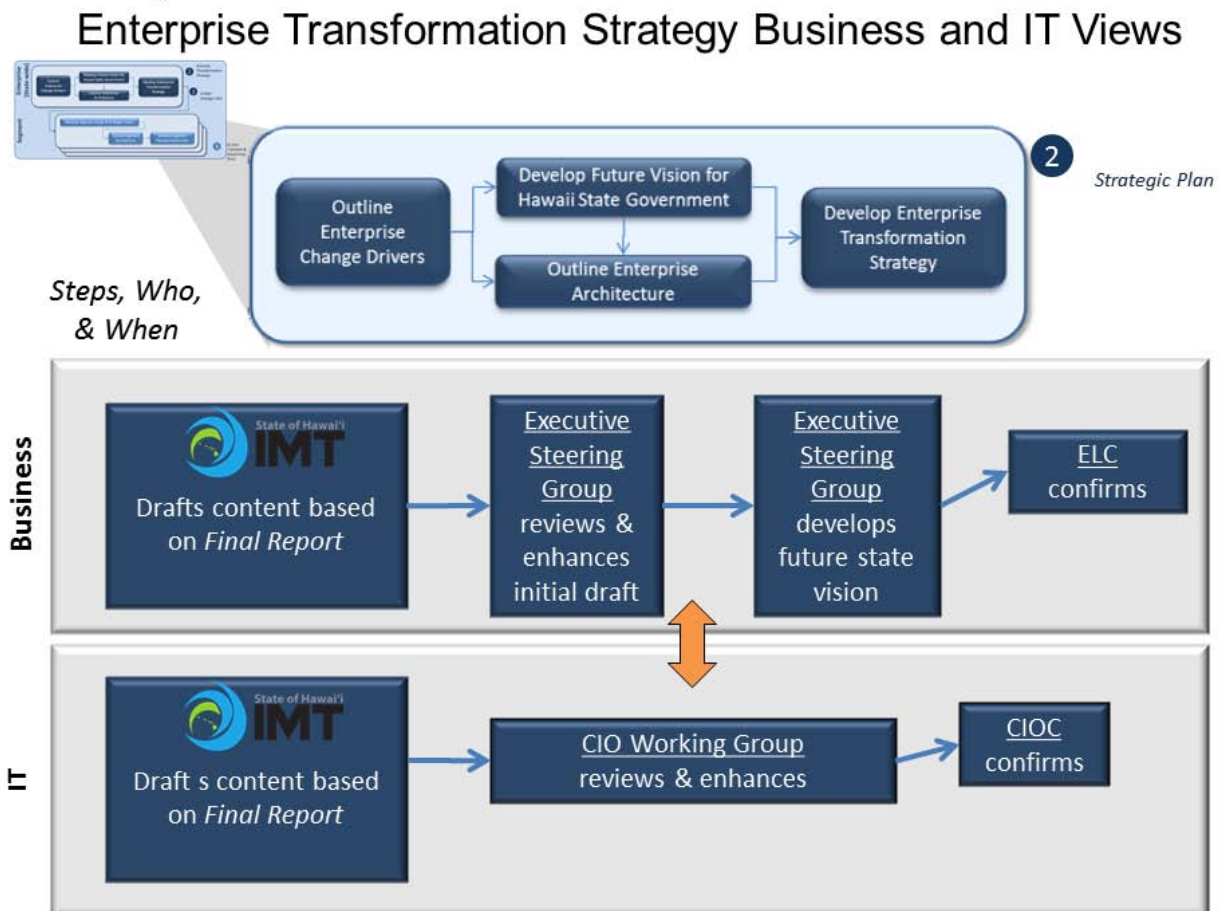 Enterprise Transformation Strategy Business and IT Views
2
Strategic Plan
Outline
Enterprise
Change Drivers
Develop Future Vision for
Hawaii State Government
Outline Enterprise
Architecture
Develop Enterprise
Transformation
Strategy
Steps, Who,
& When
Business
State of Hawai'i
IMT
Drafts content based
on Final Report
Executive
Steering
Group
reviews &
enhances
initial draft
Executive
Steering
Group
develops
future state
vision
ELC
confirms
IT
State of Hawai'i
IMT
Draft s content based
on Final Report
CIO Working Group
reviews & enhances
CIOC
confirms